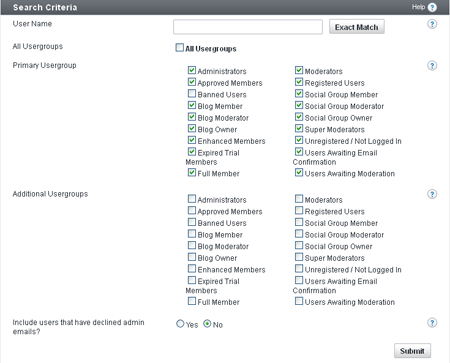 Search Criteria Help ?
User Name Exact Match ?
All Usergroups All Usergroups
Primary Usergroup ?
Administrators Moderators
Approved Members Registered Users
Banned Users Social Group Member
Blog Member Social Group Moderator
Blog Moderator Social Group Owner
Blog Owner Super Moderators
Enhanced Members Unregistered / Not Logged In
Expired Trial Users Awaiting Email
Members Confirmation
Full Member Users Awaiting Moderation
Additional Usergroups ?
Administrators Moderators
Approved Members Registered Users
Banned Users Social Group Member
Blog Member Social Group Moderator
Blog Moderator Social Group Owner
Blog Owner Super Moderators
Enhanced Members Unregistered / Not Logged In
Expired Trial Users Awaiting Email
Members Confirmation
Full Member Users Awaiting Moderation
Include users that have declined admin Yes No ?
emails?
Submit